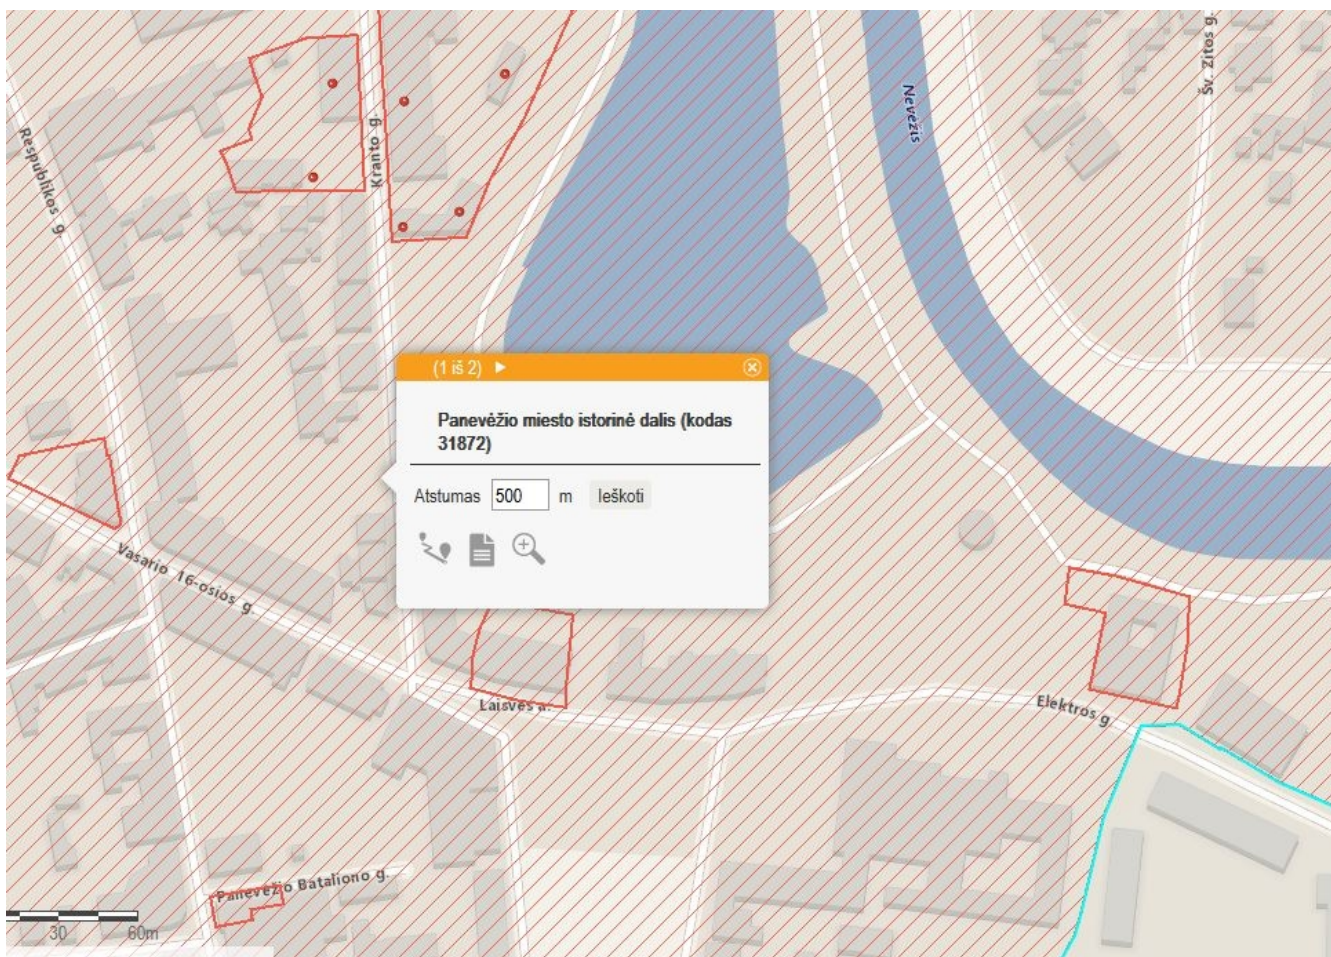 Šv. Zitos g.
Nevėžis
Kranto g.
Respublikos g.
(1 iš 2)
Panevėžio miesto istorinė dalis (kodas
31872)
Atstumas 500 m Ieškoti
Vasario 16-osios g.
Laisvės a.
Elektros g.
Panevėžio Bataliono g.
30 60m